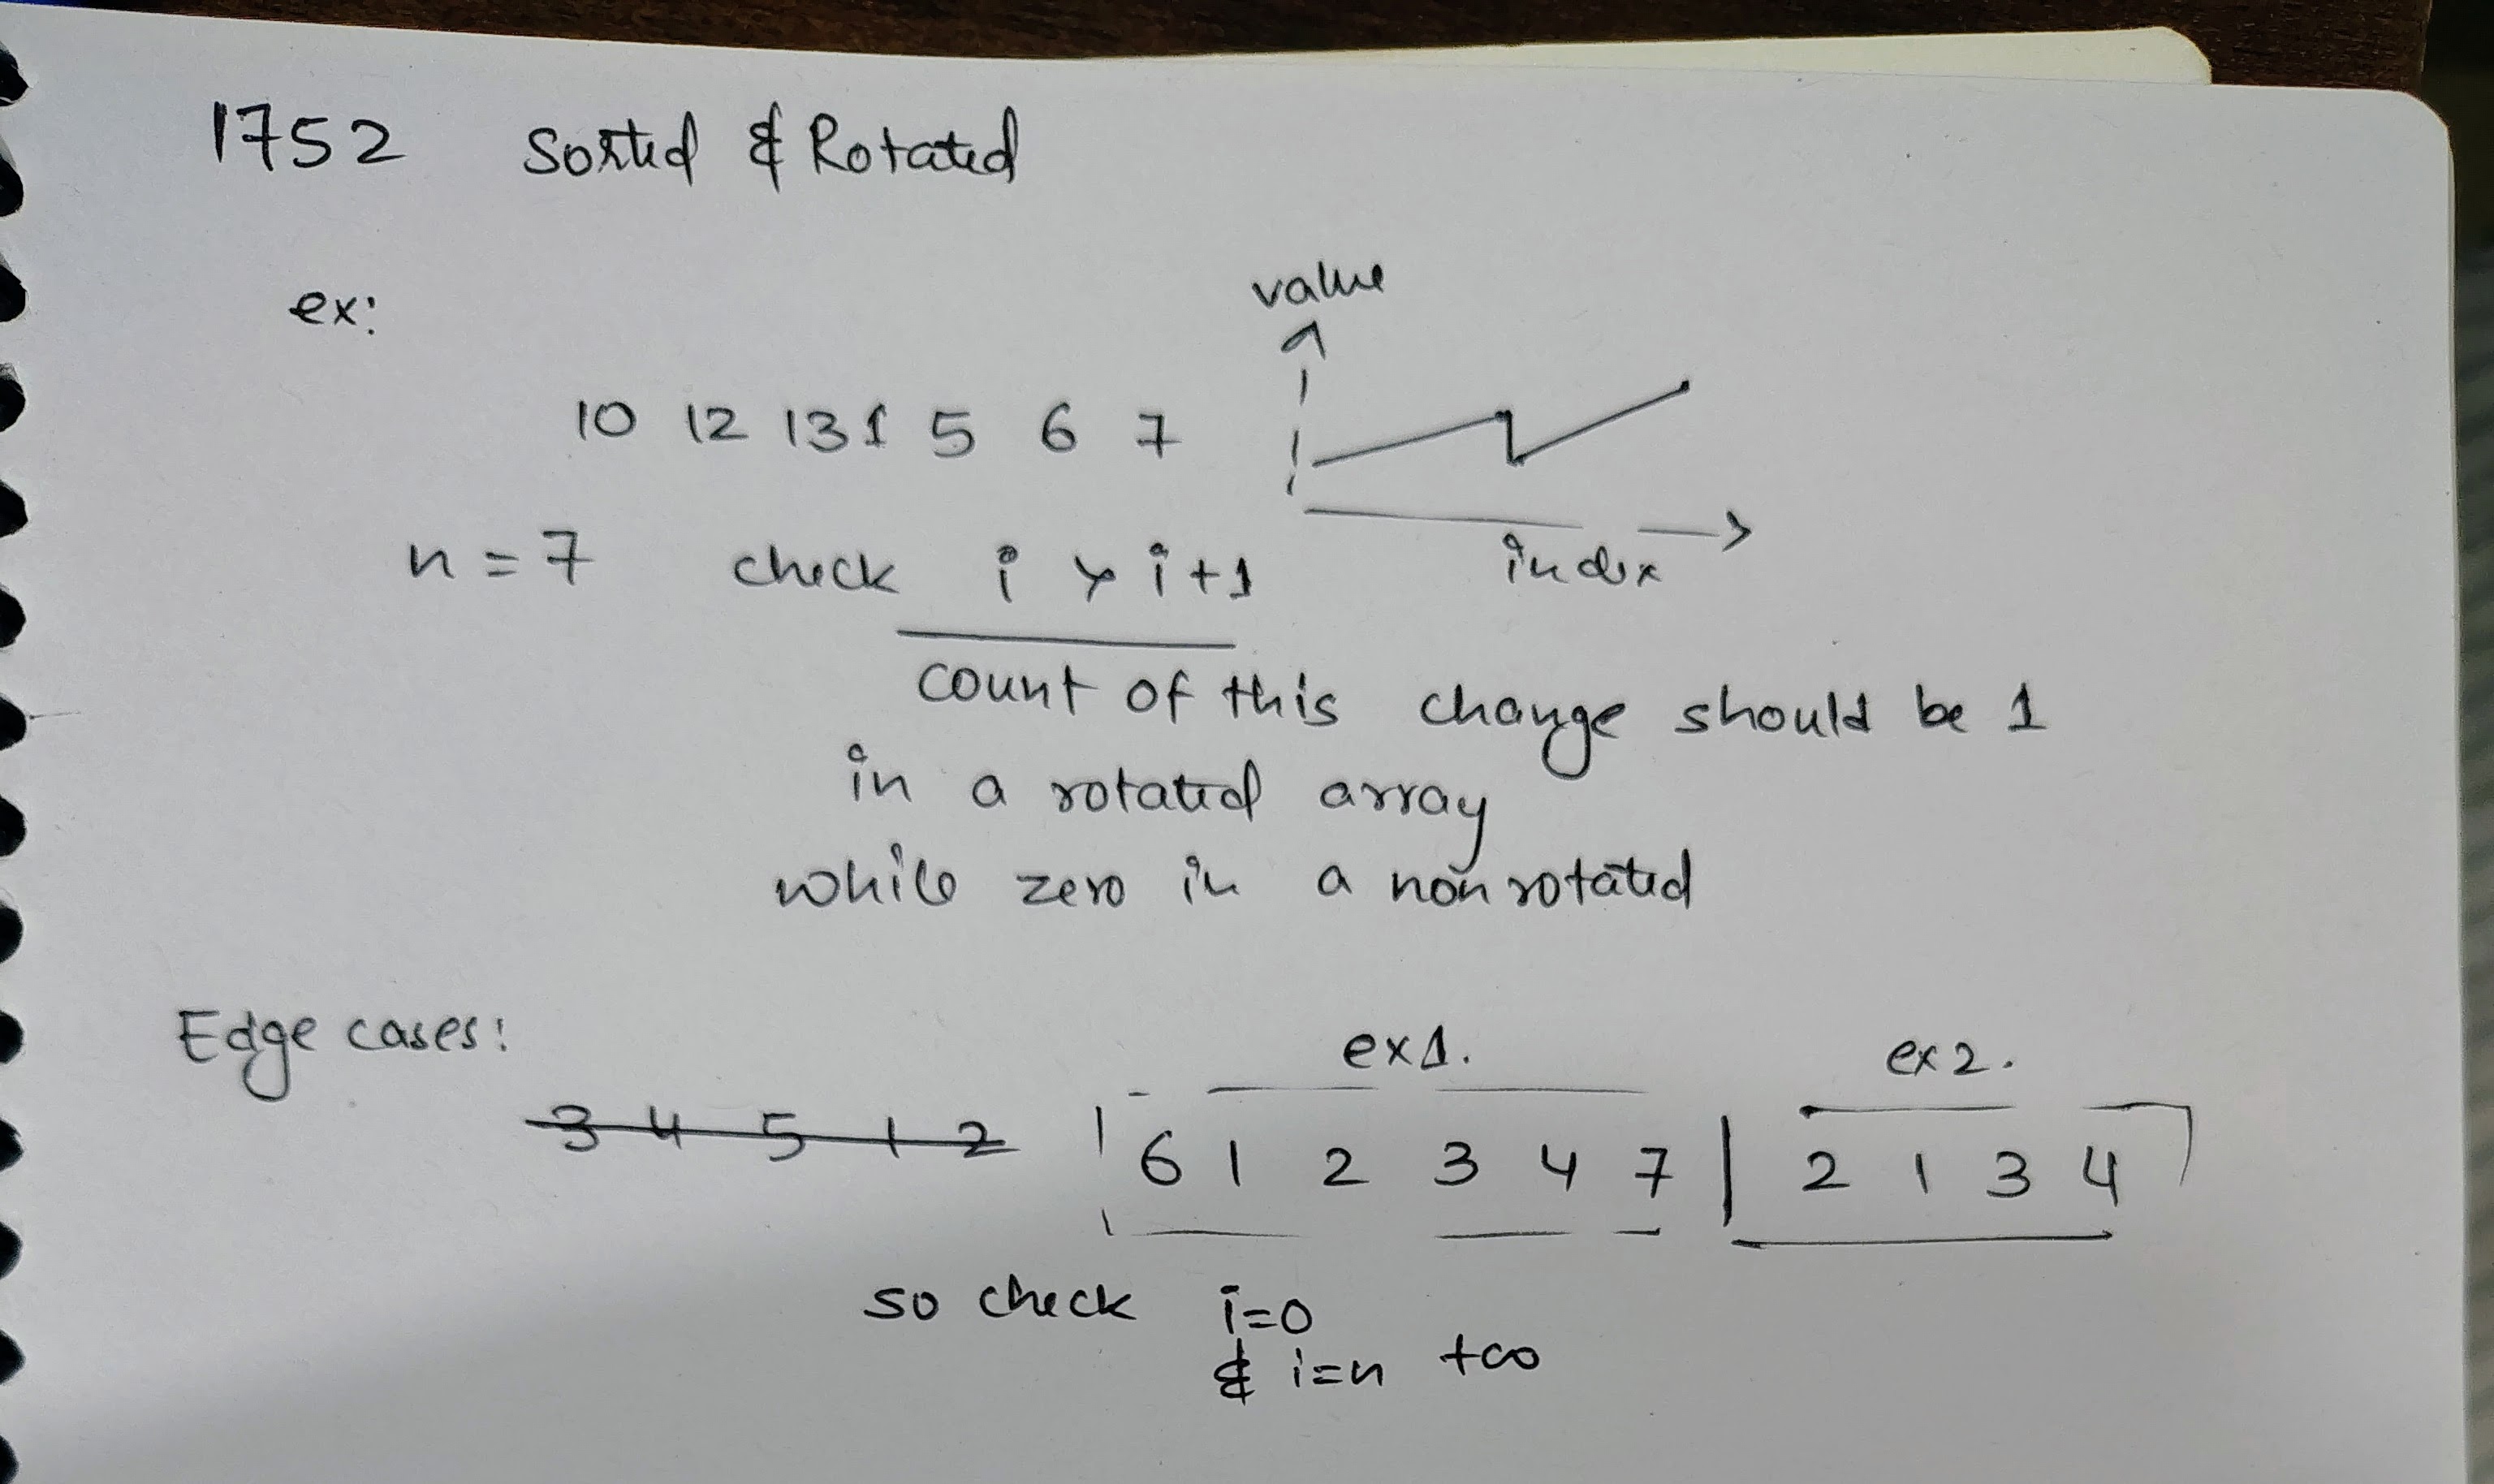 1752 Sorted & Rotated
ex:
value
10 12 13 1 5 6 7
index
n = 7 check i > i+1
count of this change should be 1
in a rotated array
while zero in a non rotated
Edge cases:
ex1. ex2.
3 4 5 1 2 6 1 2 3 4 7 2 1 3 4
so check i=0
& i=n too